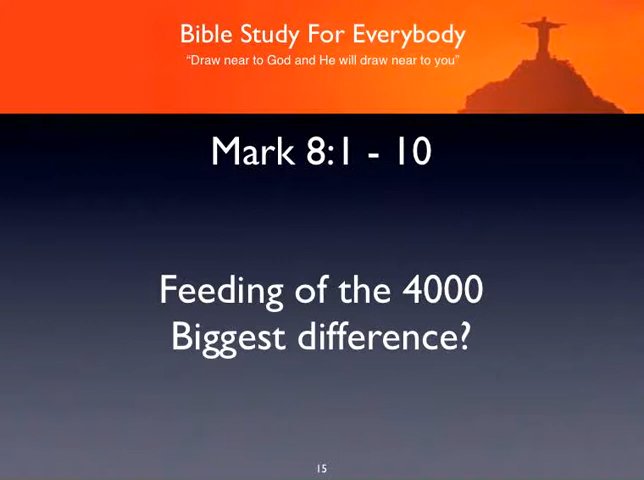 Bible Study For Everybody
“Draw near to God and He will draw near to you”
Mark 8:1 - 10
Feeding of the 4000
Biggest difference?
15